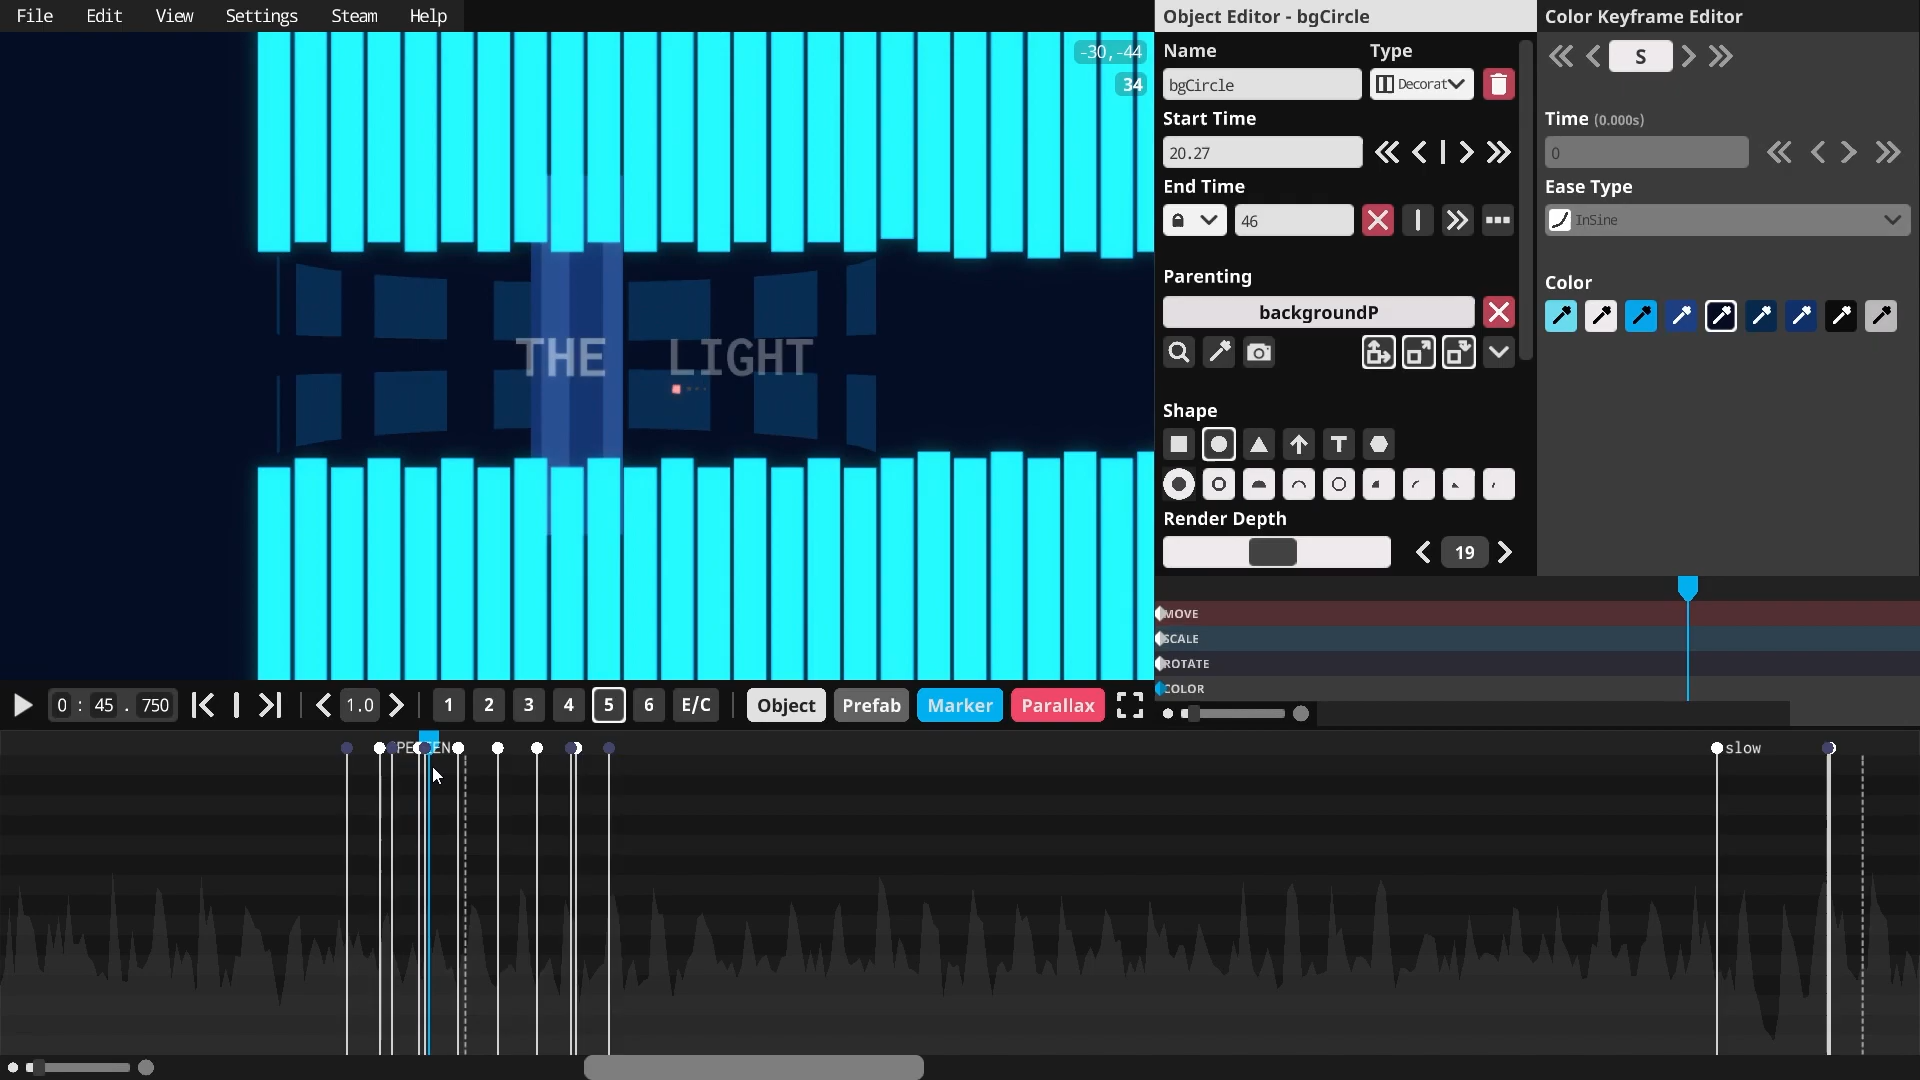 File Edit View Settings Steam Help
-30,-44
34
THE LIGHT
Object Editor - bgCircle
Name Type
bgCircle Decorat
Start Time
20.27
End Time
46
Parenting
backgroundP
Shape
Render Depth
19
Color Keyframe Editor
S
Time (0.000s)
0
Ease Type
InSine
Color
MOVE
SCALE
ROTATE
COLOR
0 : 45 . 750 1.0 1 2 3 4 5 6 E/C Object Prefab Marker Parallax
slow